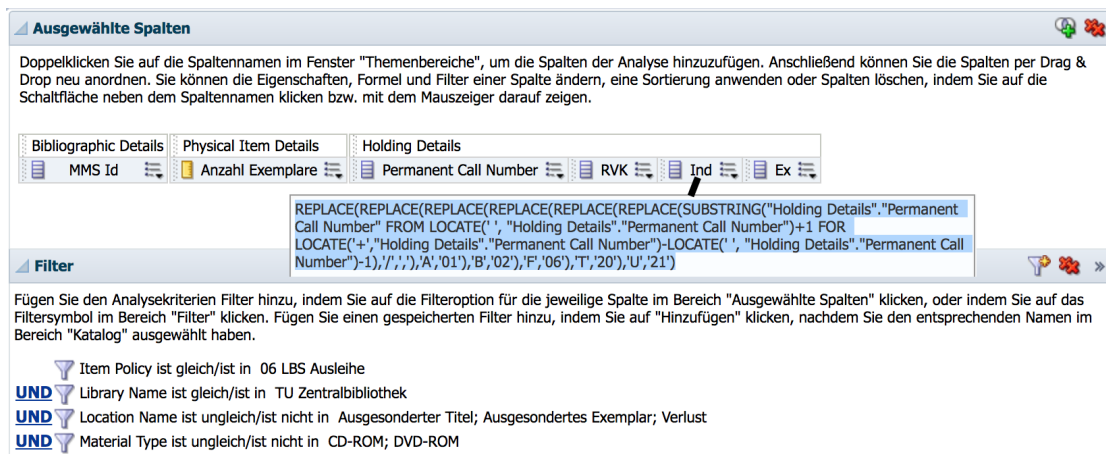 Ausgewählte Spalten
Doppelklicken Sie auf die Spaltennamen im Fenster "Themenbereiche", um die Spalten der Analyse hinzuzufügen. Anschließend können Sie die Spalten per Drag &
Drop neu anordnen. Sie können die Eigenschaften, Formel und Filter einer Spalte ändern, eine Sortierung anwenden oder Spalten löschen, indem Sie auf die
Schaltfläche neben dem Spaltennamen klicken bzw. mit dem Mauszeiger darauf zeigen.
Bibliographic Details Physical Item Details Holding Details
MMS Id Anzahl Exemplare Permanent Call Number RVK Ind Ex
REPLACE(REPLACE(REPLACE(REPLACE(REPLACE(REPLACE(SUBSTRING("Holding Details"."Permanent
Call Number" FROM LOCATE(' ', "Holding Details"."Permanent Call Number")+1 FOR
LOCATE('+',"Holding Details"."Permanent Call Number")-LOCATE(' ', "Holding Details"."Permanent Call
Number")-1),'/',','),'A','01'),'B','02'),'F','06'),'T','20'),'U','21')
Filter »
Fügen Sie den Analysekriterien Filter hinzu, indem Sie auf die Filteroption für die jeweilige Spalte im Bereich "Ausgewählte Spalten" klicken, oder indem Sie auf das
Filtersymbol im Bereich "Filter" klicken. Fügen Sie einen gespeicherten Filter hinzu, indem Sie auf "Hinzufügen" klicken, nachdem Sie den entsprechenden Namen im
Bereich "Katalog" ausgewählt haben.
Item Policy ist gleich/ist in 06 LBS Ausleihe
UND Library Name ist gleich/ist in TU Zentralbibliothek
UND Location Name ist ungleich/ist nicht in Ausgesonderter Titel; Ausgesondertes Exemplar; Verlust
UND Material Type ist ungleich/ist nicht in CD-ROM; DVD-ROM